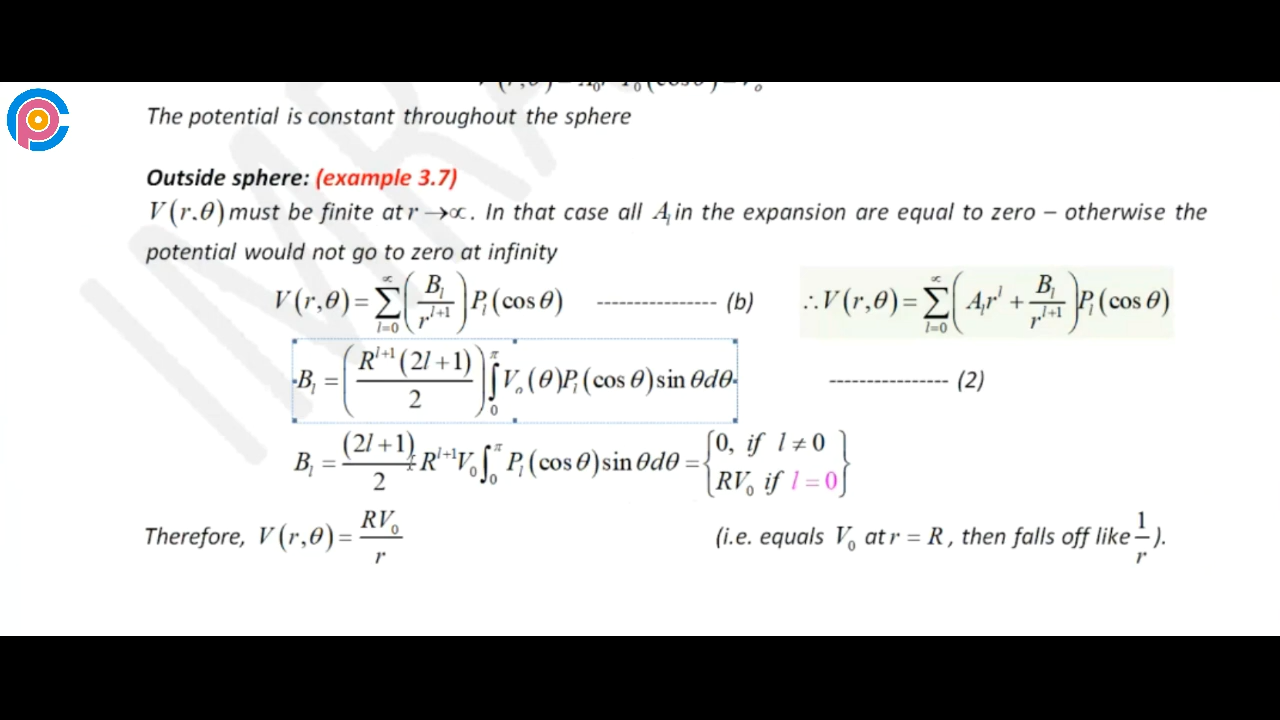 The potential is constant throughout the sphere
Outside sphere: (example 3.7)
V(r.θ) must be finite at r →∝. In that case all A_l in the expansion are equal to zero – otherwise the
potential would not go to zero at infinity
V(r,θ) = ∑_{l=0}^{∝} (B_l / r^{l+1}) P_l(cos θ) ---------------- (b) ∴V(r,θ) = ∑_{l=0}^{∝} (A_l r^l + B_l / r^{l+1}) P_l(cos θ)
B_l = (R^{l+1}(2l+1) / 2) ∫_0^π V_o(θ)P_l(cos θ) sin θdθ ---------------- (2)
B_l = (2l+1)/2 R^{l+1}V_0 ∫_0^π P_l(cos θ) sin θdθ = {0, if l ≠ 0
RV_0 if l = 0}
Therefore, V(r,θ) = RV_0 / r (i.e. equals V_0 at r = R, then falls off like 1/r).